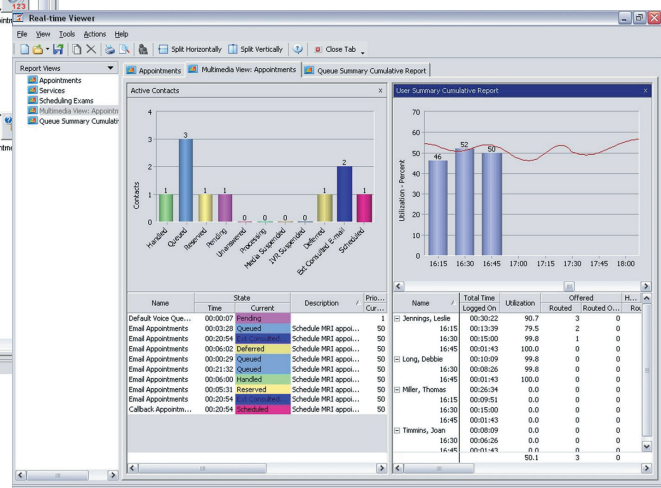 123
Real-time Viewer
File View Tools Actions Help
Split Horizontally Split Vertically Close Tab
Report Views
Appointments
Services
Scheduling Exams
Multimedia View: Appointm
Queue Summary Cumulativ
Appointments Multimedia View: Appointments Queue Summary Cumulative Report
Active Contacts x
Contacts
4
3
2
1
0
1 3 1 1 0 0 0 0 1 2 1
Handled Queued Reserved Pending Unanswered Processing Media Suspended IVR Suspended Deferred Ext Consulted E-mail Scheduled
Name State Description / Prio...
Time Current Cur...
Default Voice Que... 00:00:07 Pending 1
Email Appointments 00:03:28 Queued Schedule MRI appoi... 50
Email Appointments 00:20:54 Ext Consulted... Schedule MRI appoi... 50
Email Appointments 00:06:02 Deferred Schedule MRI appoi... 50
Email Appointments 00:00:29 Queued Schedule MRI appoi... 50
Email Appointments 00:21:32 Queued Schedule MRI appoi... 50
Email Appointments 00:06:00 Handled Schedule MRI appoi... 50
Email Appointments 00:05:31 Reserved Schedule MRI appoi... 50
Email Appointments 00:20:54 Ext Consulted... Schedule MRI appoi... 50
Callback Appointm... 00:20:54 Scheduled Schedule MRI appoi... 50
User Summary Cumulative Report x
Utilization - Percent
70
60
50
40
30
20
10
0
46 52 50
16:15 16:30 16:45 17:00 17:15 17:30 17:45 18:00
Name / Total Time Utilization Offered H...
Logged On Routed Routed O... Rou
Jennings, Leslie 00:30:22 90.7 3 0
16:15 00:13:39 79.5 2 0
16:30 00:15:00 99.8 1 0
16:45 00:01:43 100.0 0 0
Long, Debbie 00:10:09 99.8 0 0
16:30 00:08:26 99.8 0 0
16:45 00:01:43 100.0 0 0
Miller, Thomas 00:26:34 0.0 0 0
16:15 00:09:51 0.0 0 0
16:30 00:15:00 0.0 0 0
16:45 00:01:43 0.0 0 0
Timmins, Joan 00:08:09 0.0 0 0
16:30 00:06:26 0.0 0 0
16:45 00:01:43 0.0 0 0
50.1 3 0